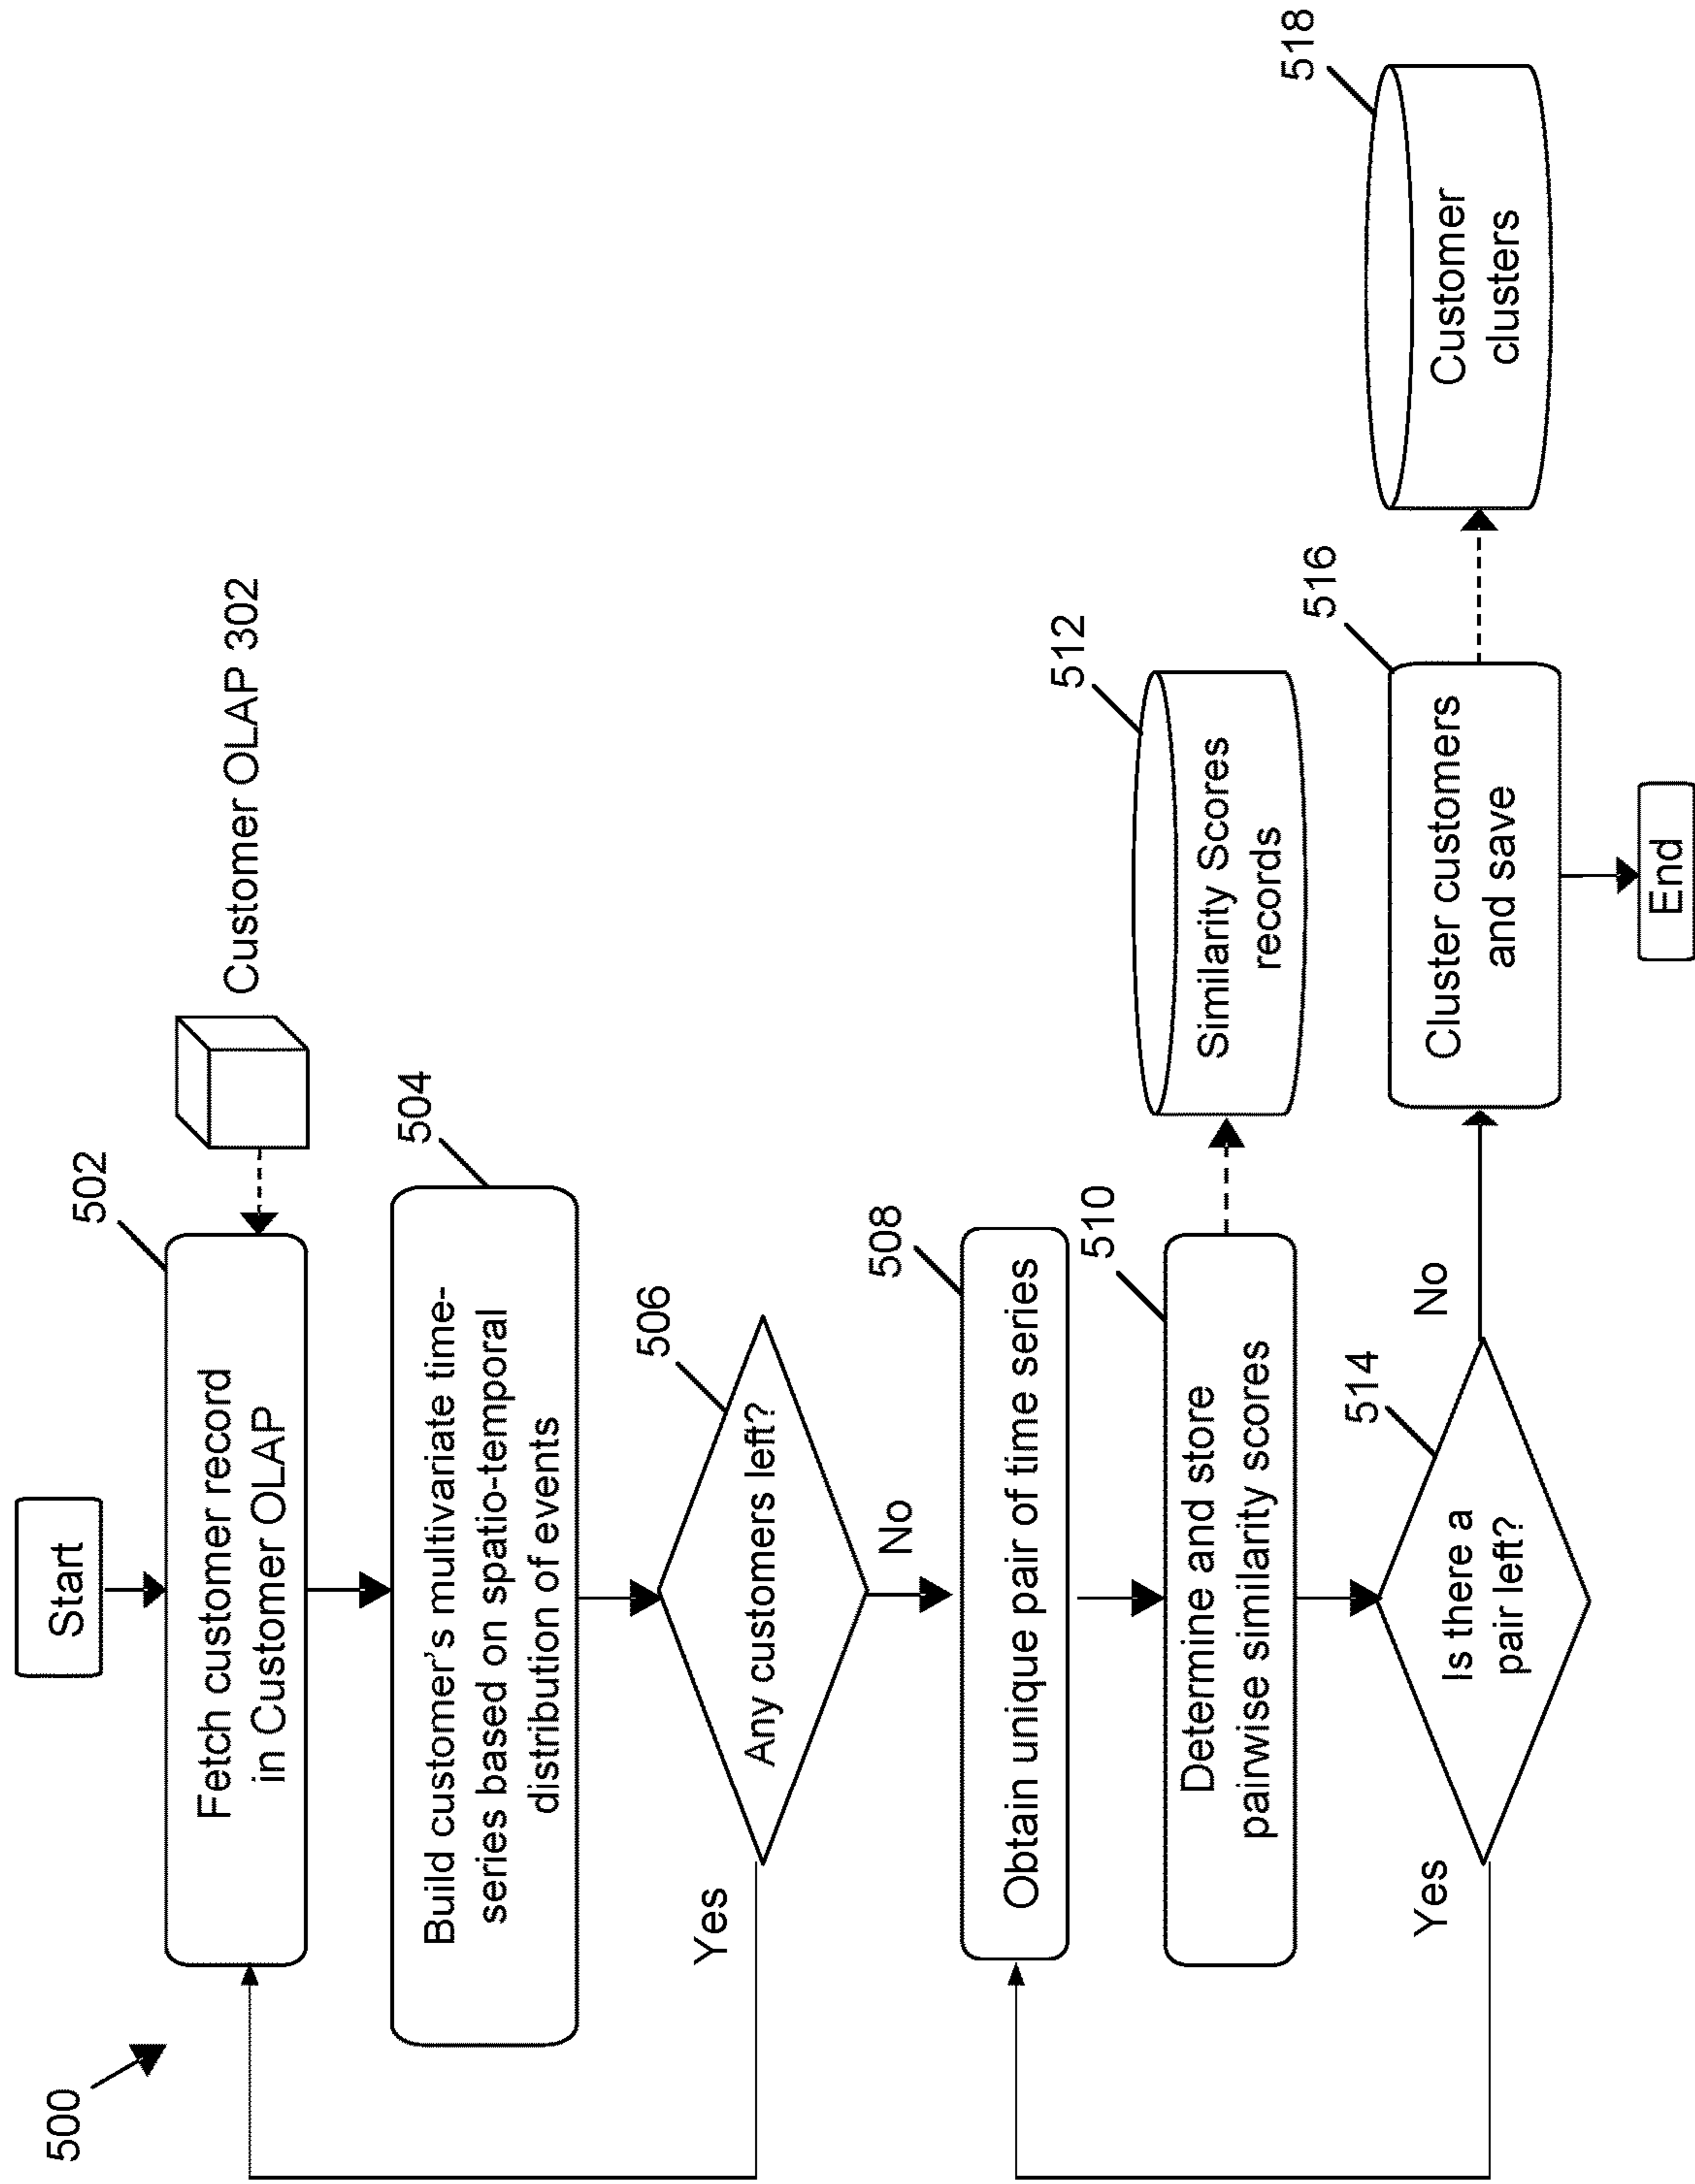 500
Start
502
Fetch customer record
in Customer OLAP
Customer OLAP 302
504
Build customer's multivariate time-
series based on spatio-temporal
distribution of events
506
Any customers left?
Yes
No
508
Obtain unique pair of time series
510
Determine and store
pairwise similarity scores
512
Similarity Scores
records
514
Is there a
pair left?
Yes
No
516
Cluster customers
and save
518
Customer
clusters
End